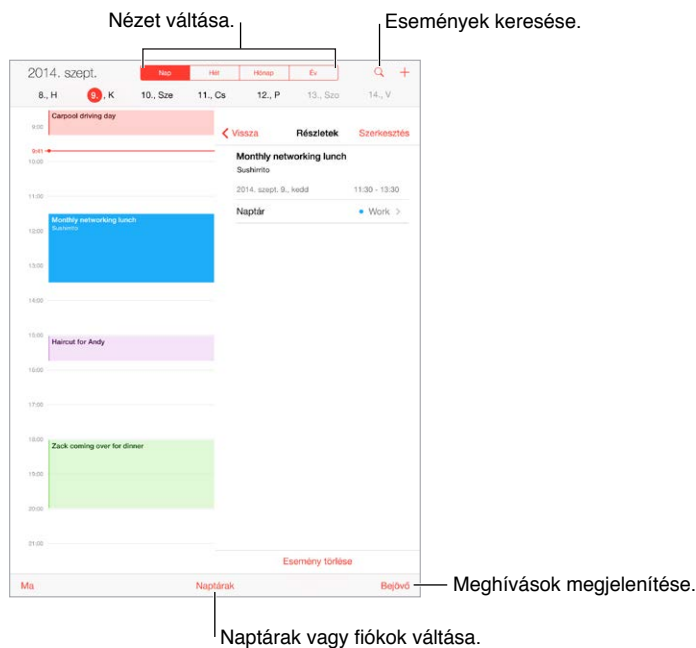 Nézet váltása.
Események keresése.
2014. szept.
Nap Hét Hónap Év
8., H 9., K 10., Sze 11., Cs 12., P 13., Szo 14., V
9:00
Carpool driving day
9:41
10:00
11:00
Monthly networking lunch
Sushirrito
12:00
13:00
14:00
15:00
Haircut for Andy
16:00
17:00
18:00
Zack coming over for dinner
19:00
20:00
21:00
Vissza Részletek Szerkesztés
Monthly networking lunch
Sushirrito
2014. szept. 9., kedd 11:30 - 13:30
Naptár Work
Esemény törlése
Ma Naptárak Bejövő
Meghívások megjelenítése.
Naptárak vagy fiókok váltása.